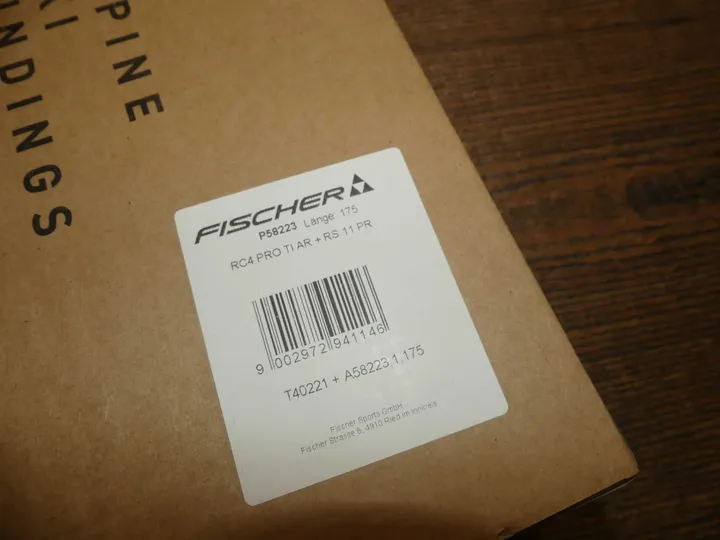 PINE
KI
NDINGS
FISCHER
P58223 Länge: 175
RC4 PRO TI AR + RS 11 PR
9 002972 941146
T40221 + A58223,1,175
Fischer Sports GmbH
Fischer Strasse 8, 4910 Ried im Innkreis